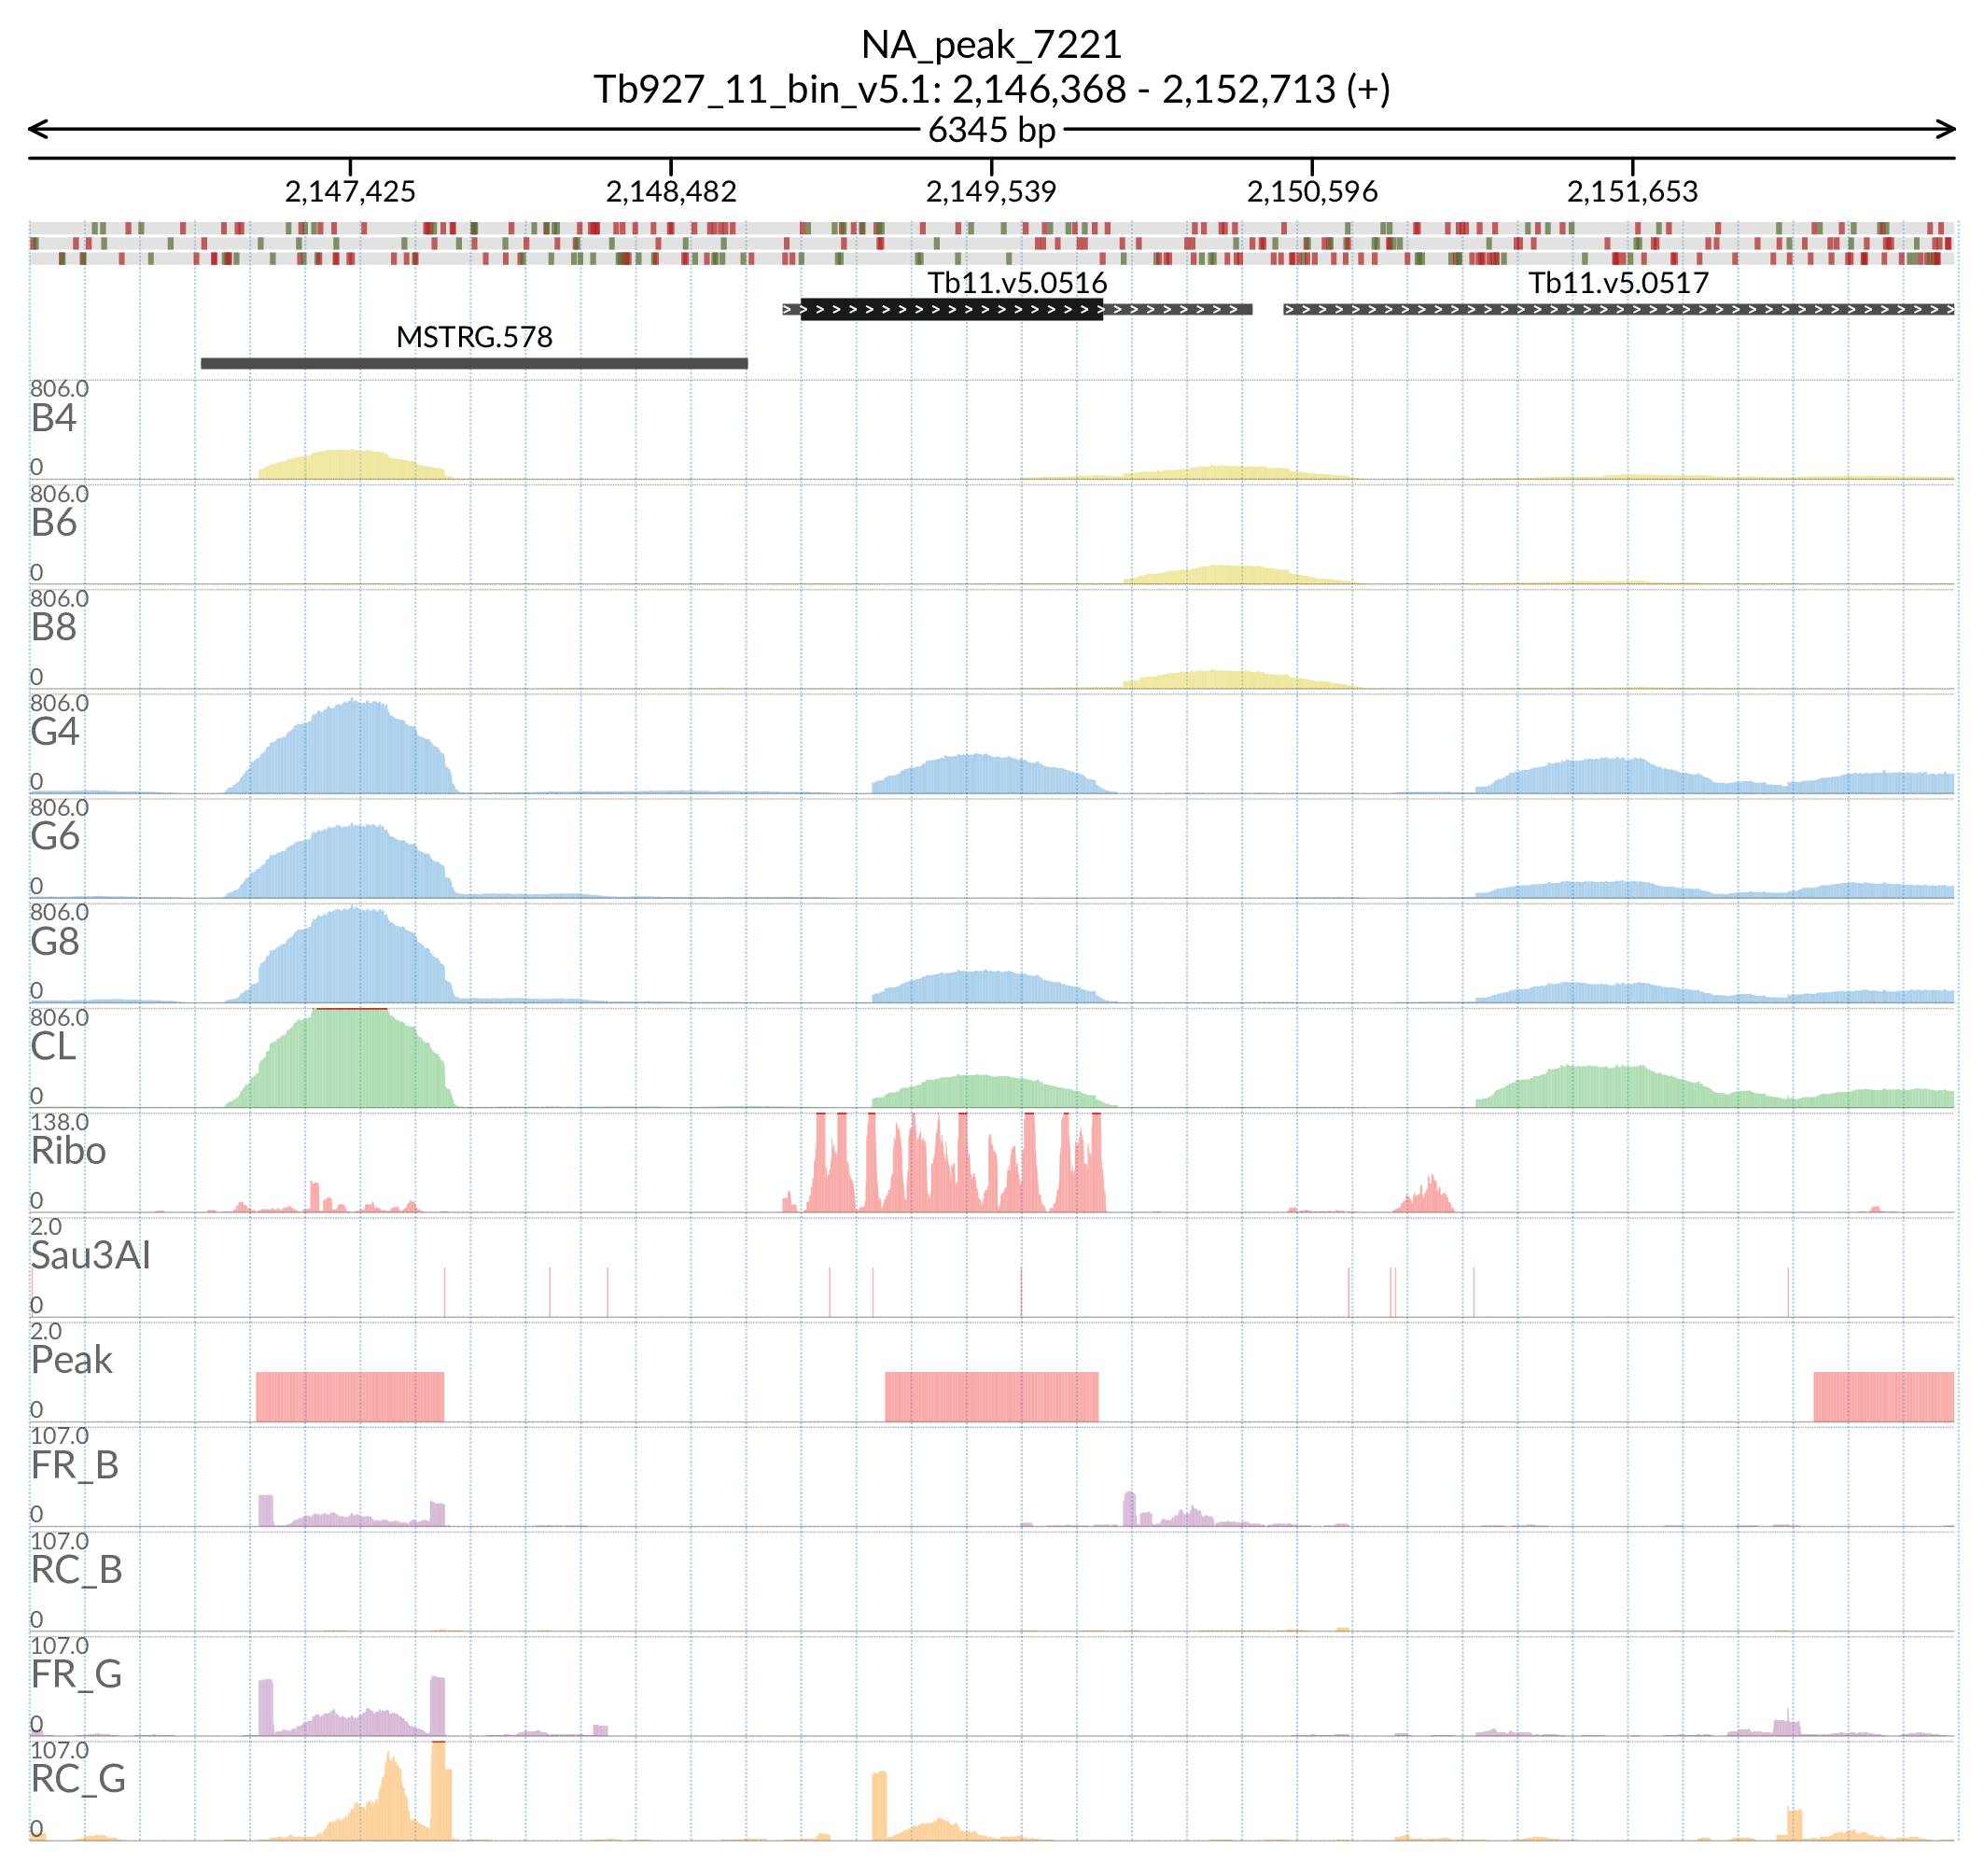 NA_peak_7221
Tb927_11_bin_v5.1: 2,146,368 - 2,152,713 (+)
6345 bp
2,147,425 2,148,482 2,149,539 2,150,596 2,151,653
Tb11.v5.0516 Tb11.v5.0517
MSTRG.578
806.0
B4
0
806.0
B6
0
806.0
B8
0
806.0
G4
0
806.0
G6
0
806.0
G8
0
806.0
CL
0
138.0
Ribo
0
2.0
Sau3AI
0
2.0
Peak
0
107.0
FR_B
0
107.0
RC_B
0
107.0
FR_G
0
107.0
RC_G
0